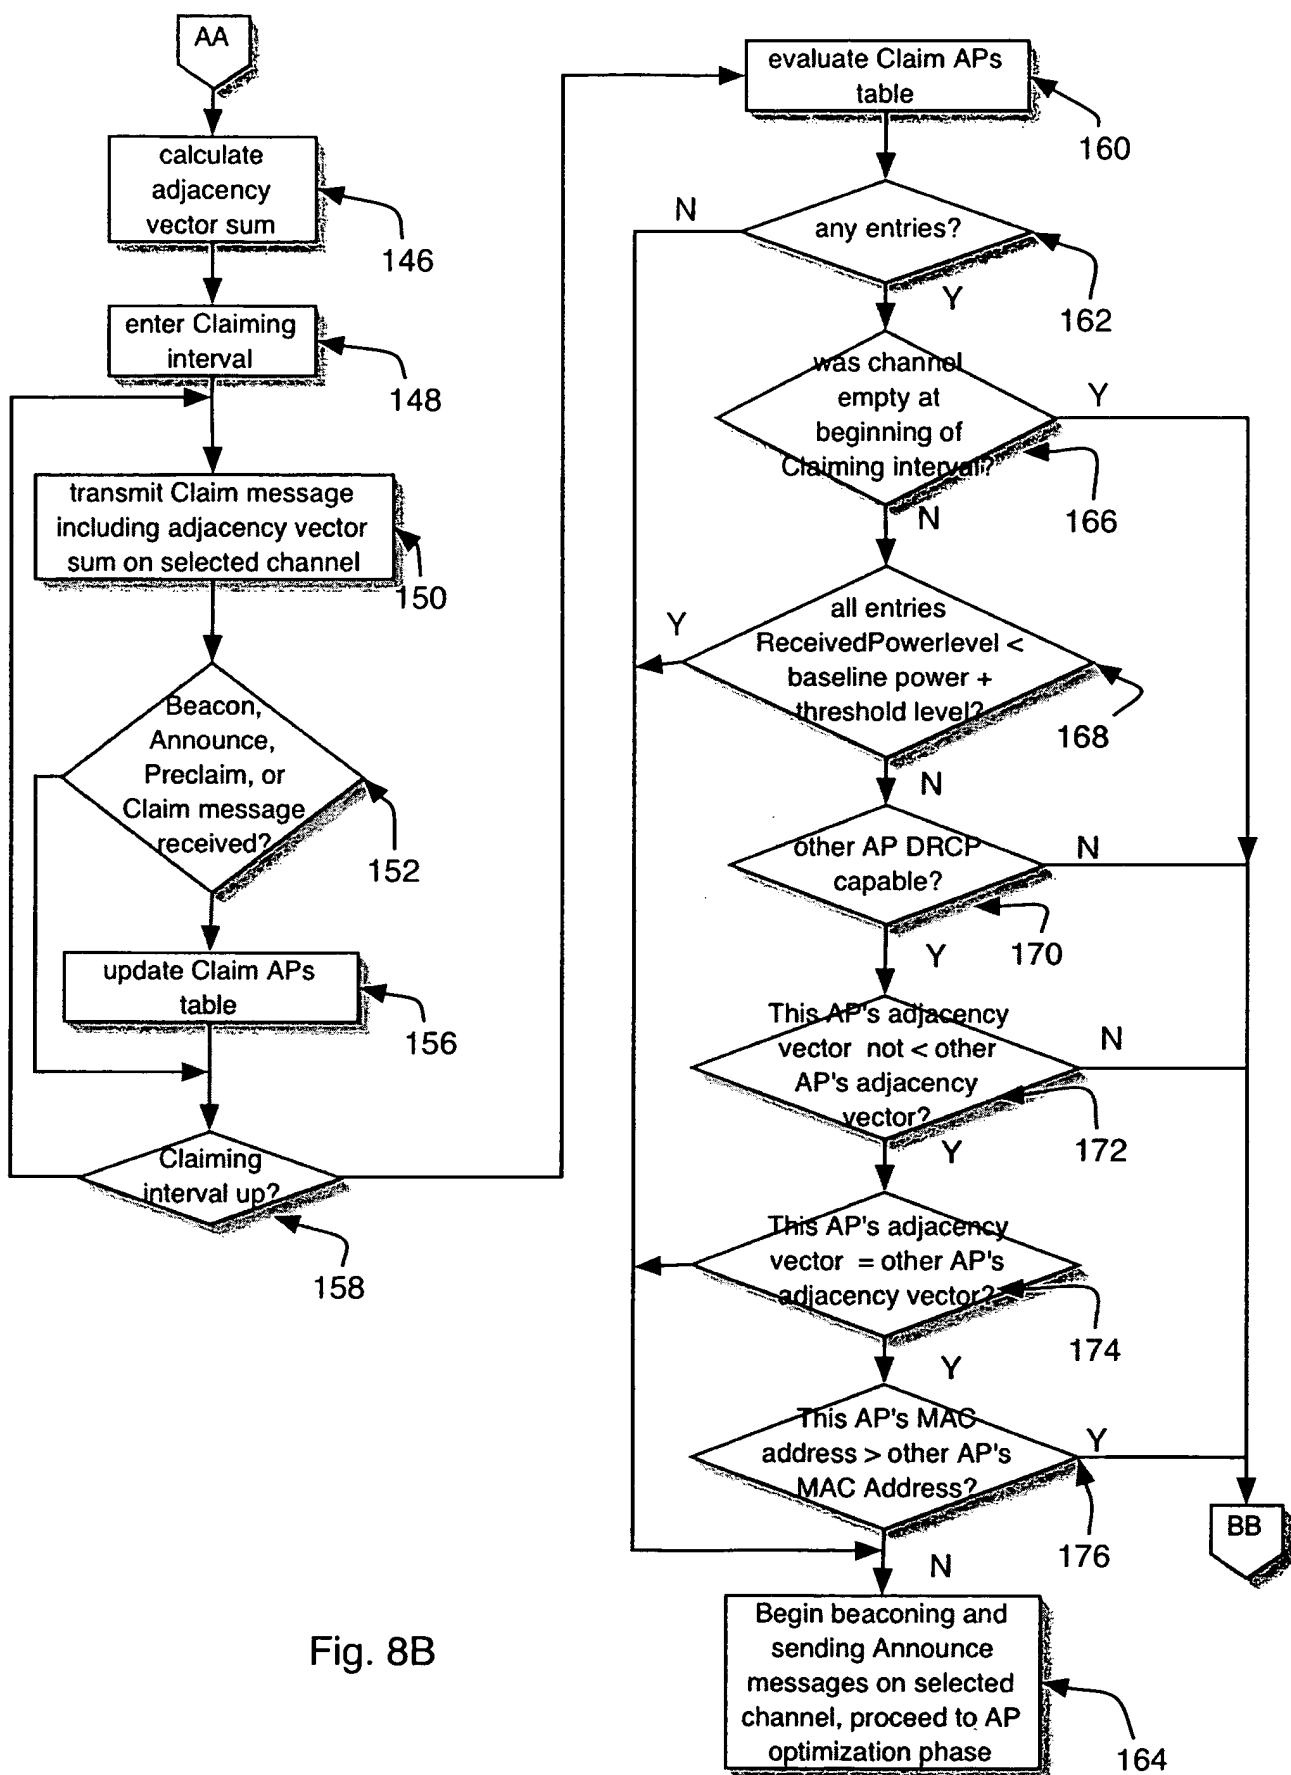 AA
calculate
adjacency
vector sum
146
enter Claiming
interval
148
transmit Claim message
including adjacency vector
sum on selected channel
150
Beacon,
Announce,
Preclaim, or
Claim message
received?
152
update Claim APs
table
156
Claiming
interval up?
158
evaluate Claim APs
table
160
any entries?
N
Y
162
was channel
empty at
beginning of
Claiming interval?
Y
N
166
all entries
ReceivedPowerlevel <
baseline power +
threshold level?
Y
N
168
other AP DRCP
capable?
N
Y
170
This AP's adjacency
vector not < other
AP's adjacency
vector?
N
Y
172
This AP's adjacency
vector = other AP's
adjacency vector?
Y
174
This AP's MAC
address > other AP's
MAC Address?
Y
N
176
BB
Begin beaconing and
sending Announce
messages on selected
channel, proceed to AP
optimization phase
164
Fig. 8B